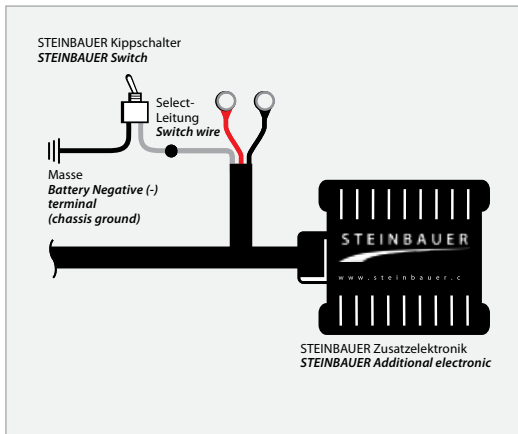 STEINBAUER Kippschalter
STEINBAUER Switch
Select-
Leitung
Switch wire
Masse
Battery Negative (-)
terminal
(chassis ground)
STEINBAUER
www.steinbauer.c
STEINBAUER Zusatzelektronik
STEINBAUER Additional electronic